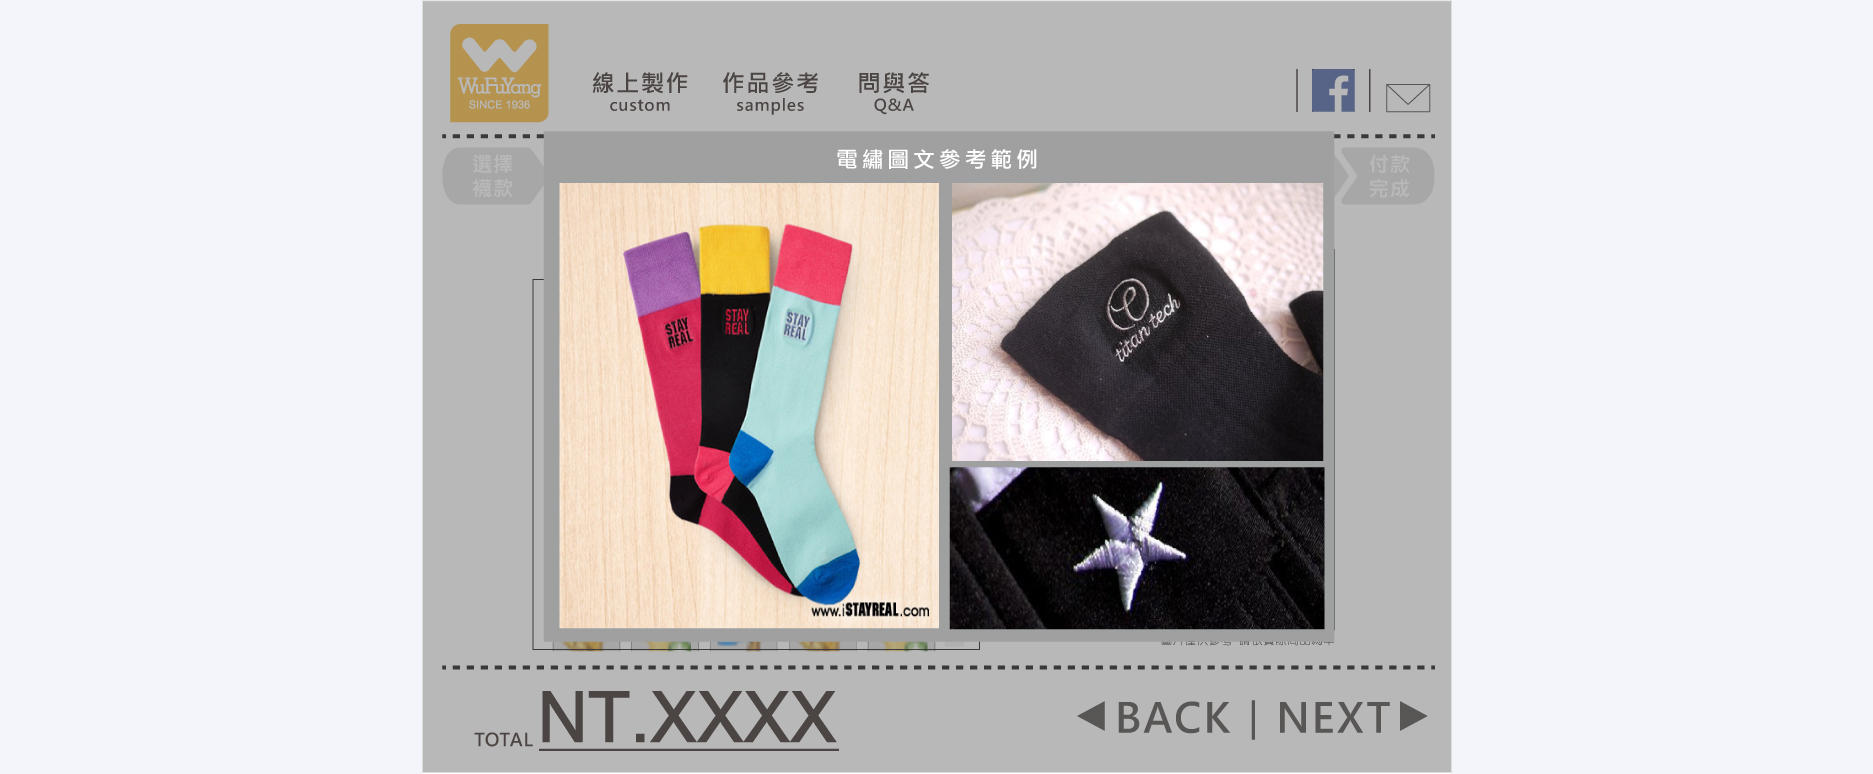 WuFuYang
SINCE 1936
線上製作
custom
作品參考
samples
問與答
Q&A
f
選擇
襪款
付款
完成
電繡圖文參考範例
STAY
REAL
STAY
REAL
STAY
REAL
www.iSTAYREAL.com
titan tech
TOTAL NT.XXXX
BACK | NEXT